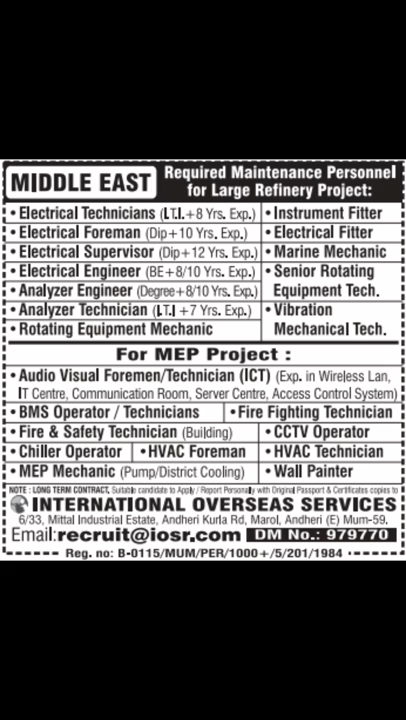 MIDDLE EAST
Required Maintenance Personnel
for Large Refinery Project:
• Electrical Technicians (I.T.I.+8 Yrs. Exp.)
• Electrical Foreman (Dip+10 Yrs. Exp.)
• Electrical Supervisor (Dip+12 Yrs. Exp.)
• Electrical Engineer (BE+8/10 Yrs. Exp.)
• Analyzer Engineer (Degree+8/10 Yrs. Exp.)
• Analyzer Technician (I.T.I +7 Yrs. Exp.)
• Rotating Equipment Mechanic
• Instrument Fitter
• Electrical Fitter
• Marine Mechanic
• Senior Rotating
Equipment Tech.
• Vibration
Mechanical Tech.
For MEP Project :
• Audio Visual Foremen/Technician (ICT) (Exp. in Wireless Lan,
IT Centre, Communication Room, Server Centre, Access Control System)
• BMS Operator / Technicians • Fire Fighting Technician
• Fire & Safety Technician (Building) • CCTV Operator
• Chiller Operator • HVAC Foreman • HVAC Technician
• MEP Mechanic (Pump/District Cooling) • Wall Painter
NOTE : LONG TERM CONTRACT, Suitable candidate to Apply / Report Personally with Original Passport & Certificates copies to
INTERNATIONAL OVERSEAS SERVICES
6/33, Mittal Industrial Estate, Andheri Kurla Rd, Marol, Andheri (E) Mum-59.
Email:recruit@iosr.com DM No.: 979770
Reg. no: B-0115/MUM/PER/1000+/5/201/1984